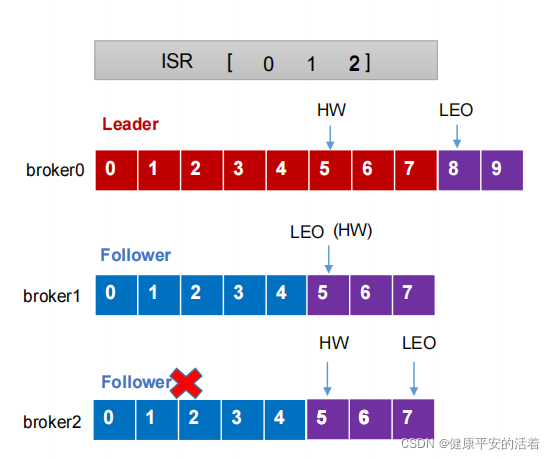 ISR [ 0 1 2 ]
HW LEO
Leader
broker0 0 1 2 3 4 5 6 7 8 9
LEO (HW)
Follower
broker1 0 1 2 3 4 5 6 7
HW LEO
Follower
broker2 0 1 2 3 4 5 6 7
CSDN @健康平安的活着